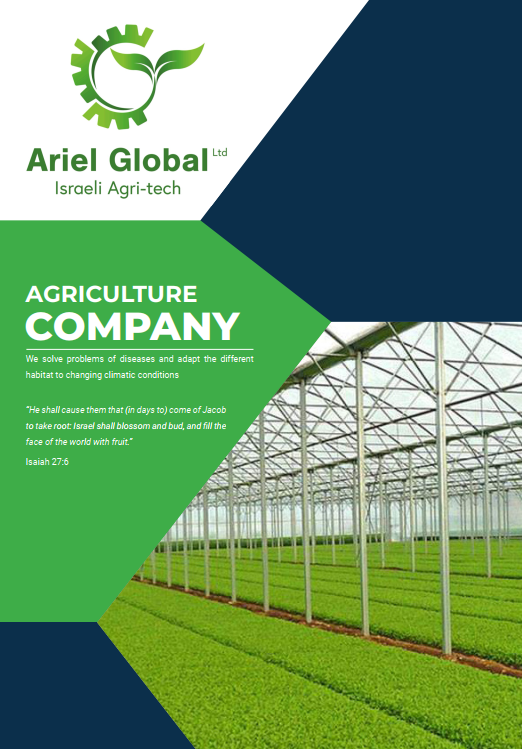 Ariel Global Ltd
Israeli Agri-tech
AGRICULTURE
COMPANY
We solve problems of diseases and adapt the different
habitat to changing climatic conditions
"He shall cause them that (in days to) come of Jacob
to take root: Israel shall blossom and bud, and fill the
face of the world with fruit."
Isaiah 27:6